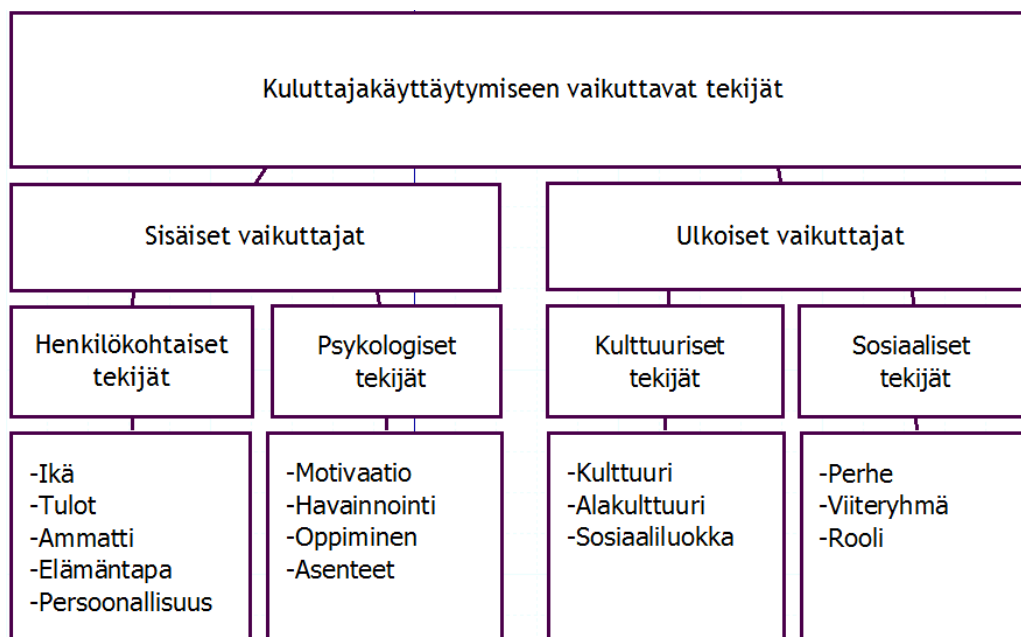 Kuluttajakäyttäytymiseen vaikuttavat tekijät
Sisäiset vaikuttajat
Ulkoiset vaikuttajat
Henkilökohtaiset
tekijät
Psykologiset
tekijät
Kulttuuriset
tekijät
Sosiaaliset
tekijät
-Ikä
-Tulot
-Ammatti
-Elämäntapa
-Persoonallisuus
-Motivaatio
-Havainnointi
-Oppiminen
-Asenteet
-Kulttuuri
-Alakulttuuri
-Sosiaaliluokka
-Perhe
-Viiteryhmä
-Rooli